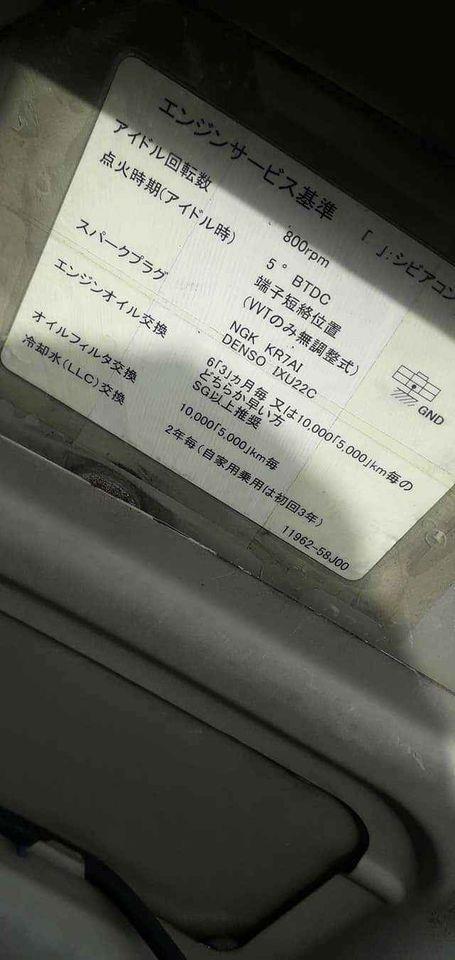 エンジンサービス基準 「 」:シビアコン
アイドル回転数 800rpm
点火時期(アイドル時) 5° BTDC
端子短絡位置
(VVTのみ無調整式)
GND
スパークプラグ NGK KR7AI
DENSO IXU22C
エンジンオイル交換 6「3」カ月毎 又は10,000「5,000」km毎の
どちらか早い方
SG以上推奨
オイルフィルタ交換 10,000「5,000」km毎
冷却水(LLC)交換 2年毎(自家用乗用は初回3年)
11962-58J00